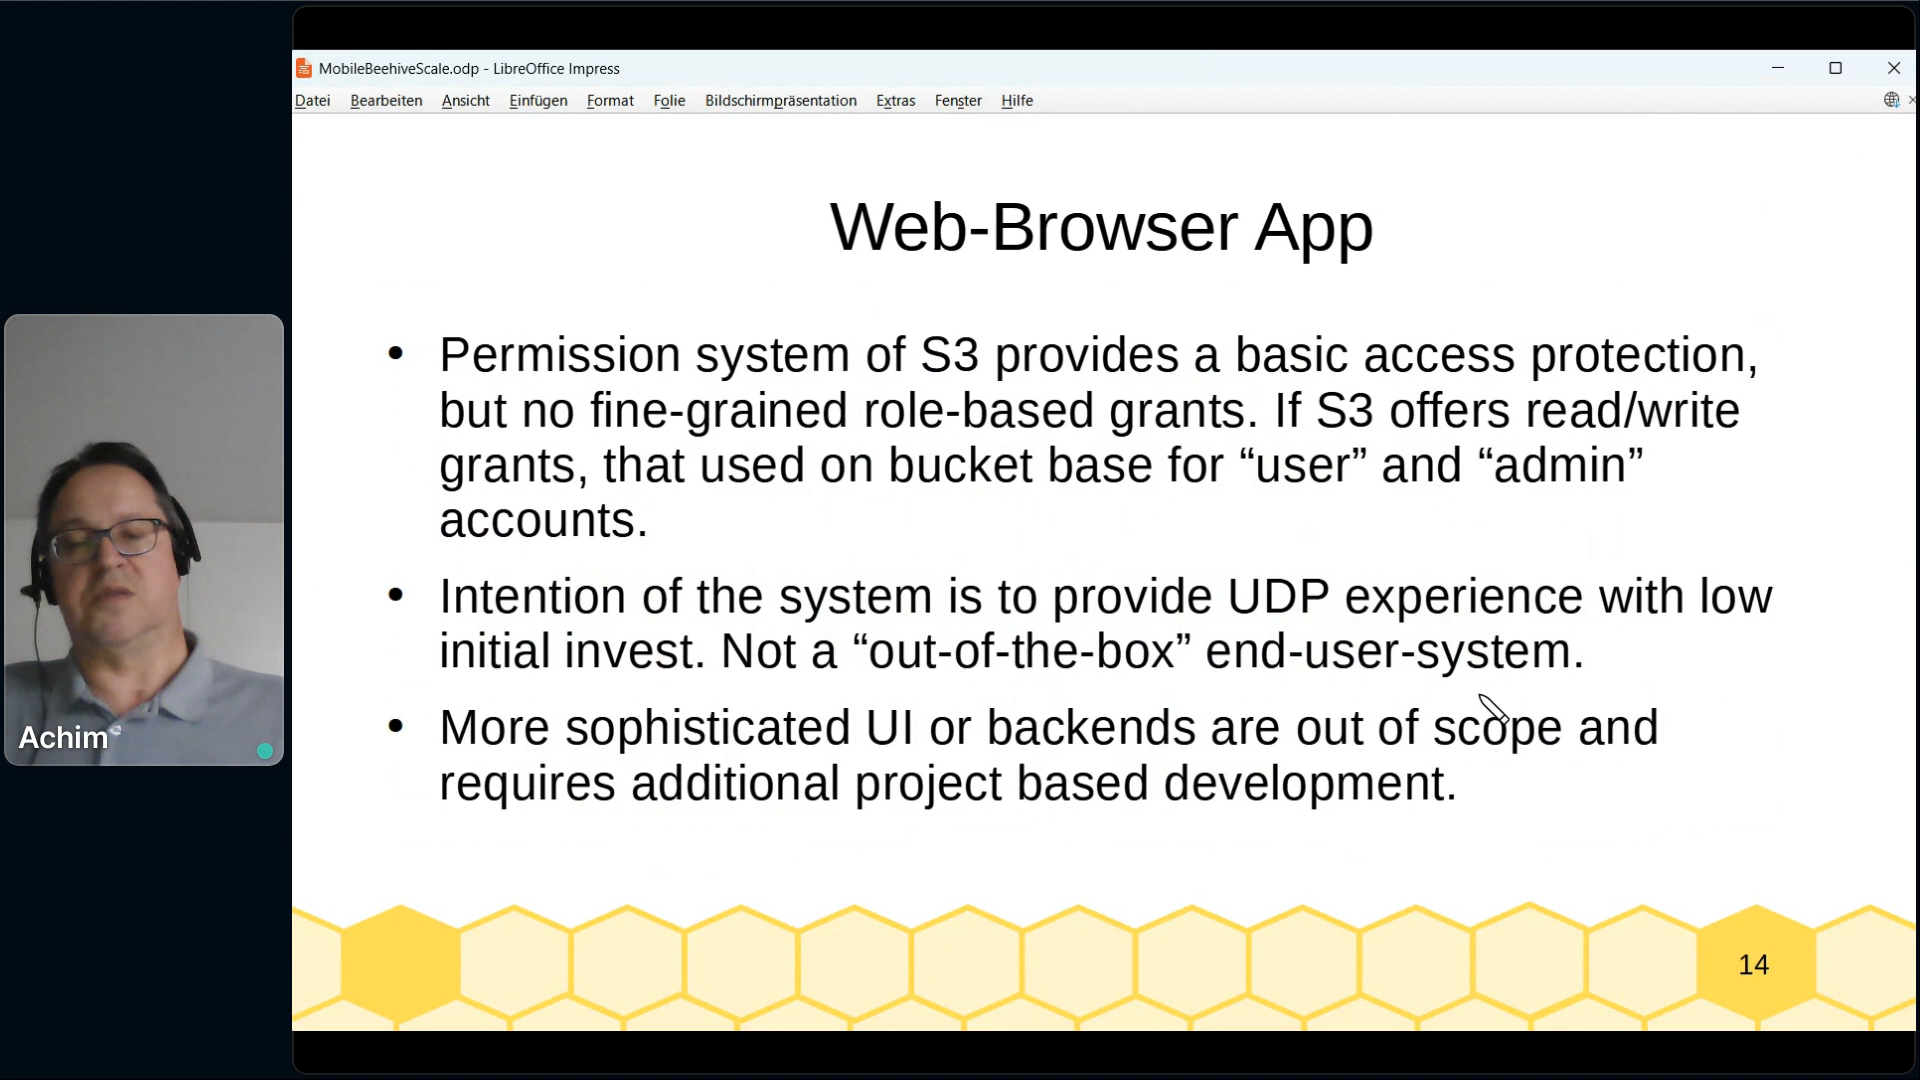 MobileBeehiveScale.odp - LibreOffice Impress
Datei Bearbeiten Ansicht Einfügen Format Folie Bildschirmpräsentation Extras Fenster Hilfe
Web-Browser App
• Permission system of S3 provides a basic access protection,
but no fine-grained role-based grants. If S3 offers read/write
grants, that used on bucket base for “user” and “admin”
accounts.
• Intention of the system is to provide UDP experience with low
initial invest. Not a “out-of-the-box” end-user-system.
• More sophisticated UI or backends are out of scope and
requires additional project based development.
Achim
14